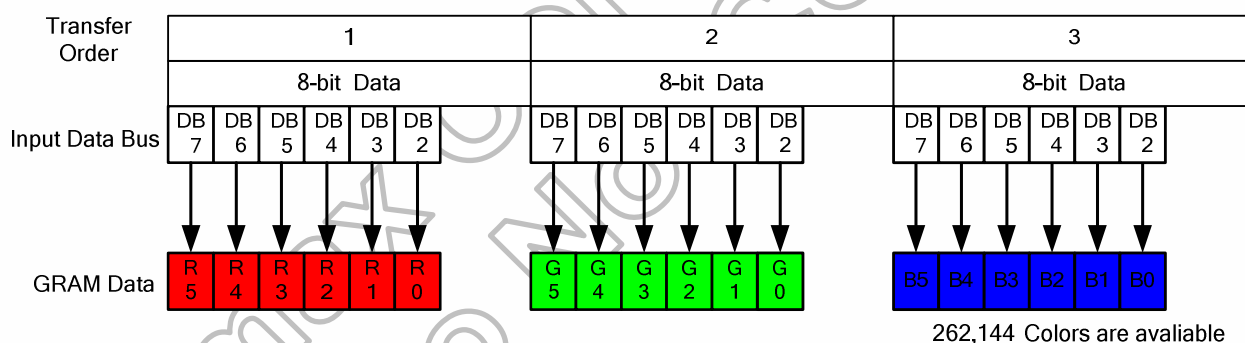 Transfer Order 1 2 3
8-bit Data 8-bit Data 8-bit Data
Input Data Bus DB 7 DB 6 DB 5 DB 4 DB 3 DB 2 DB 7 DB 6 DB 5 DB 4 DB 3 DB 2 DB 7 DB 6 DB 5 DB 4 DB 3 DB 2
GRAM Data R 5 R 4 R 3 R 2 R 1 R 0 G 5 G 4 G 3 G 2 G 1 G 0 B5 B4 B3 B2 B1 B0
262,144 Colors are avaliable